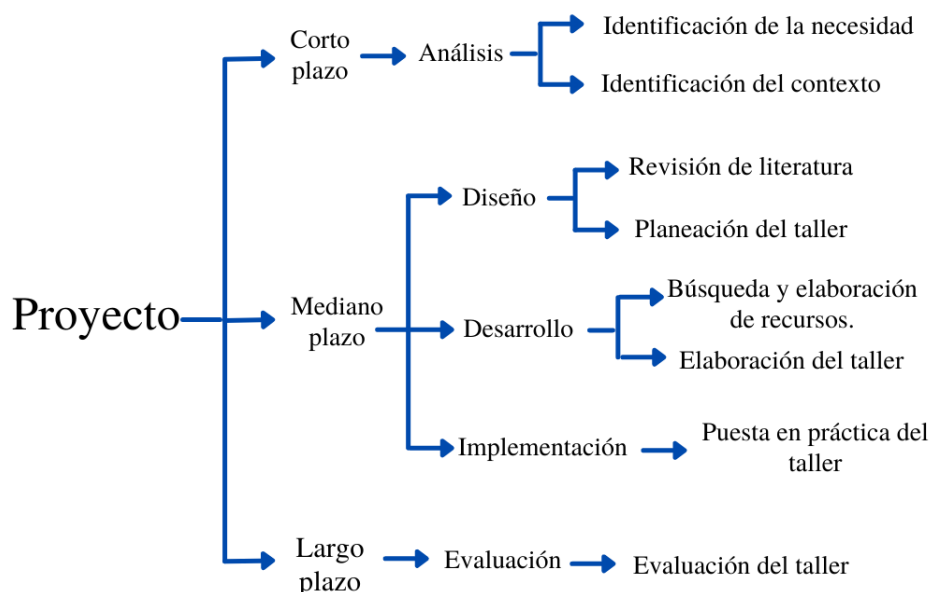 Proyecto
Corto
plazo
Análisis
Identificación de la necesidad
Identificación del contexto
Mediano
plazo
Diseño
Revisión de literatura
Planeación del taller
Desarrollo
Búsqueda y elaboración
de recursos.
Elaboración del taller
Implementación
Puesta en práctica del
taller
Largo
plazo
Evaluación
Evaluación del taller